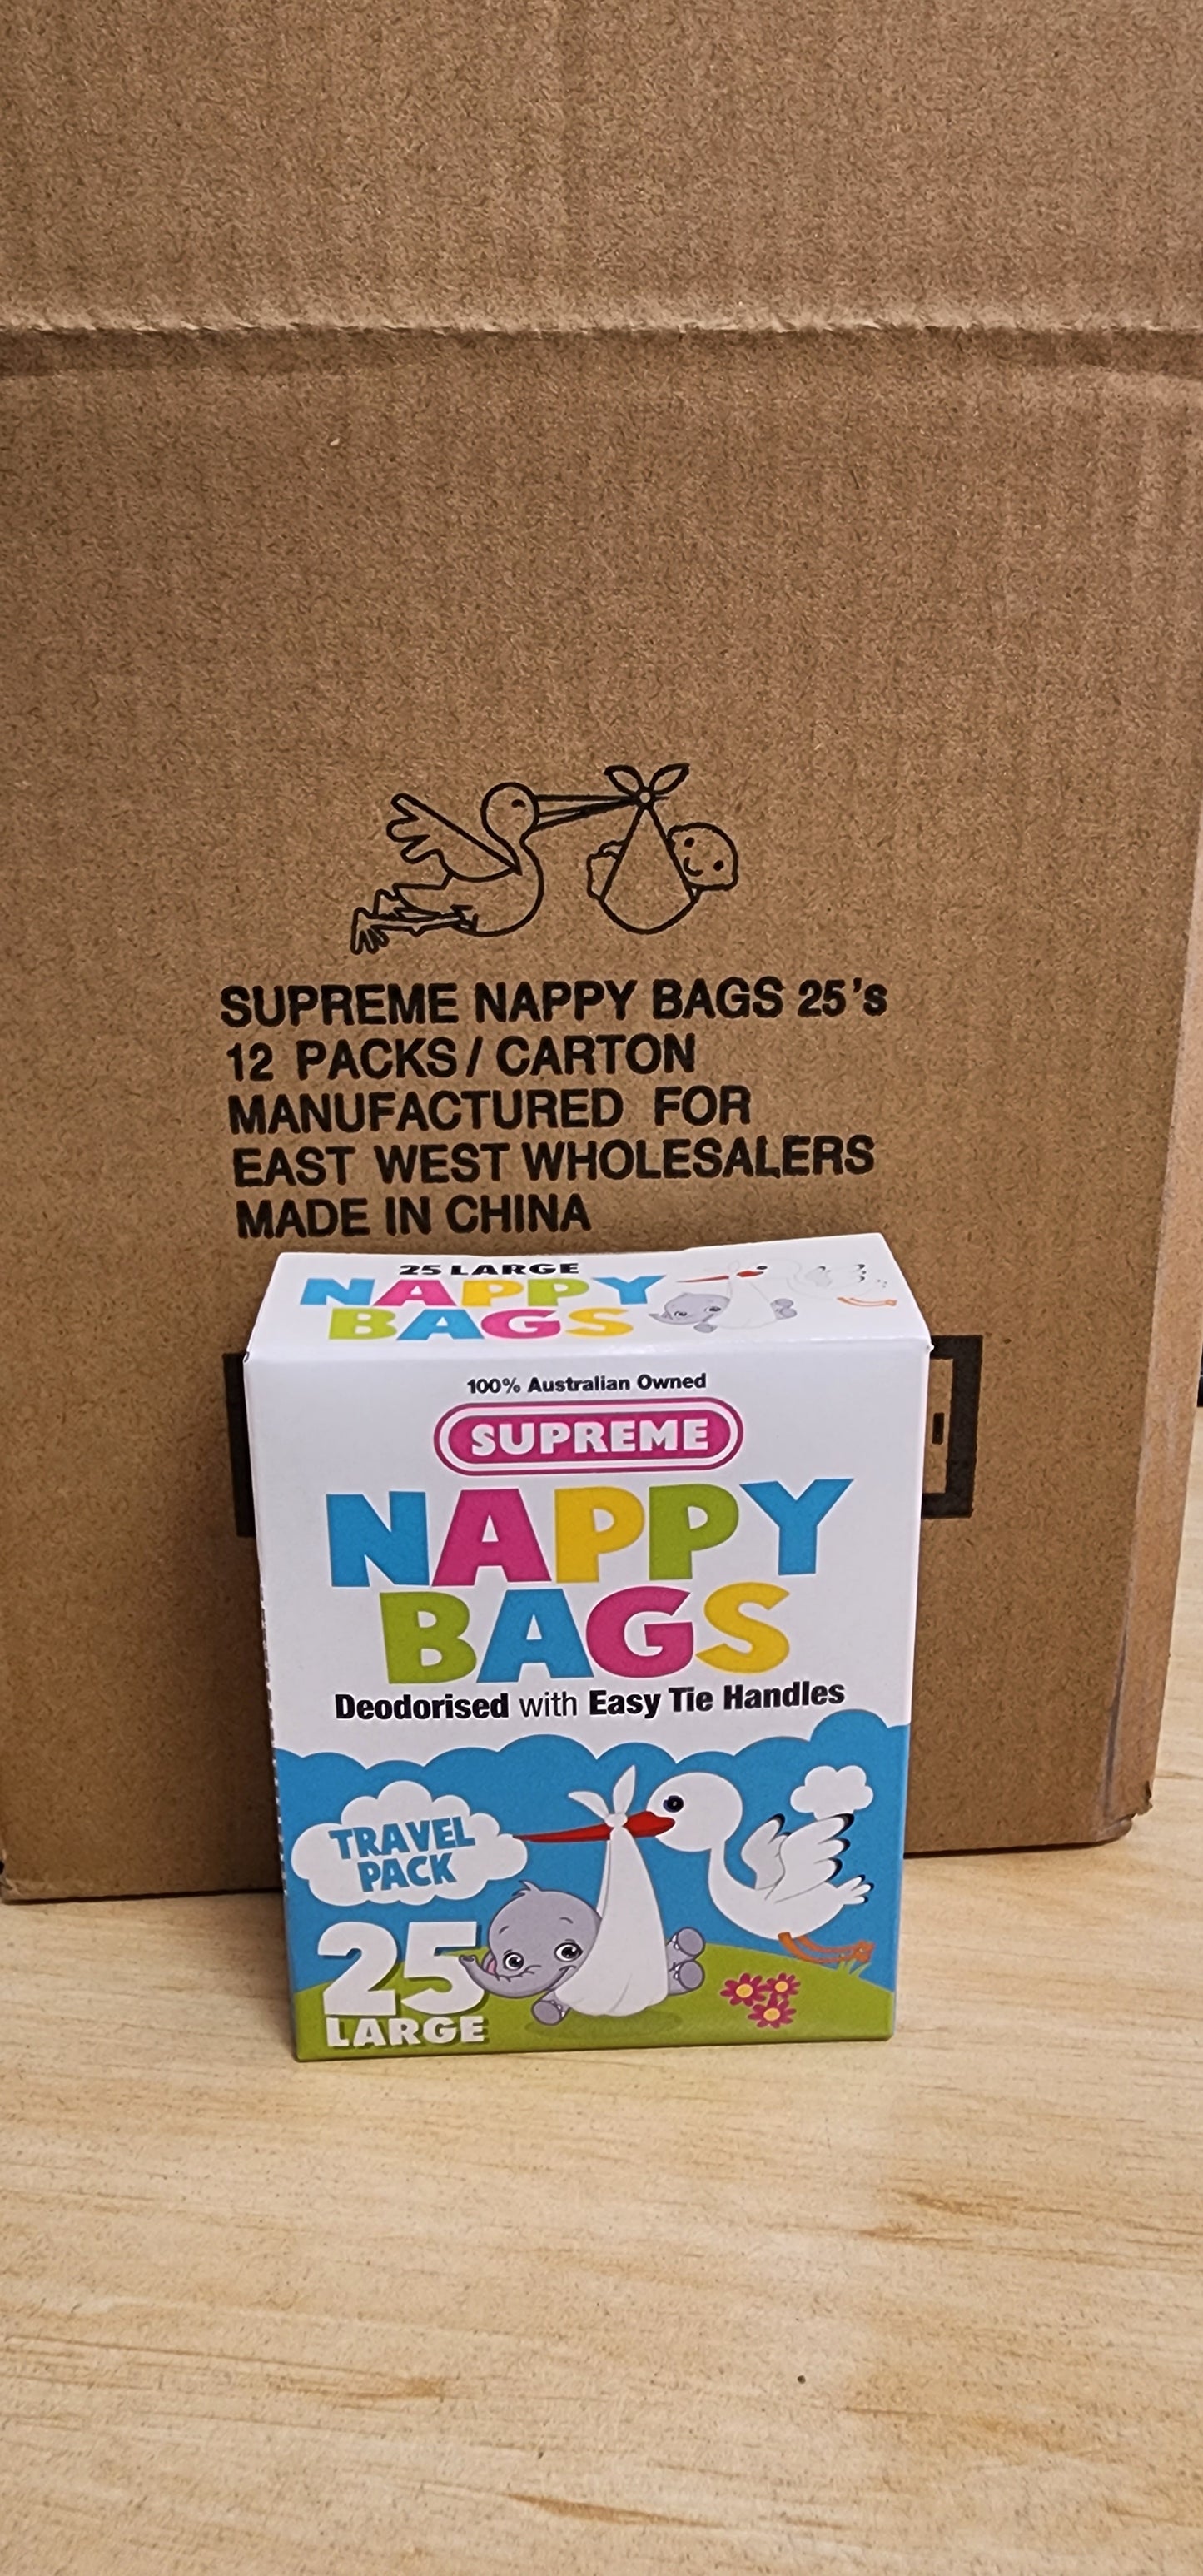 SUPREME NAPPY BAGS 25's
12 PACKS / CARTON
MANUFACTURED FOR
EAST WEST WHOLESALERS
MADE IN CHINA
25 LARGE
NAPPY
BAGS
100% Australian Owned
SUPREME
NAPPY
BAGS
Deodorised with Easy Tie Handles
TRAVEL
PACK
25
LARGE